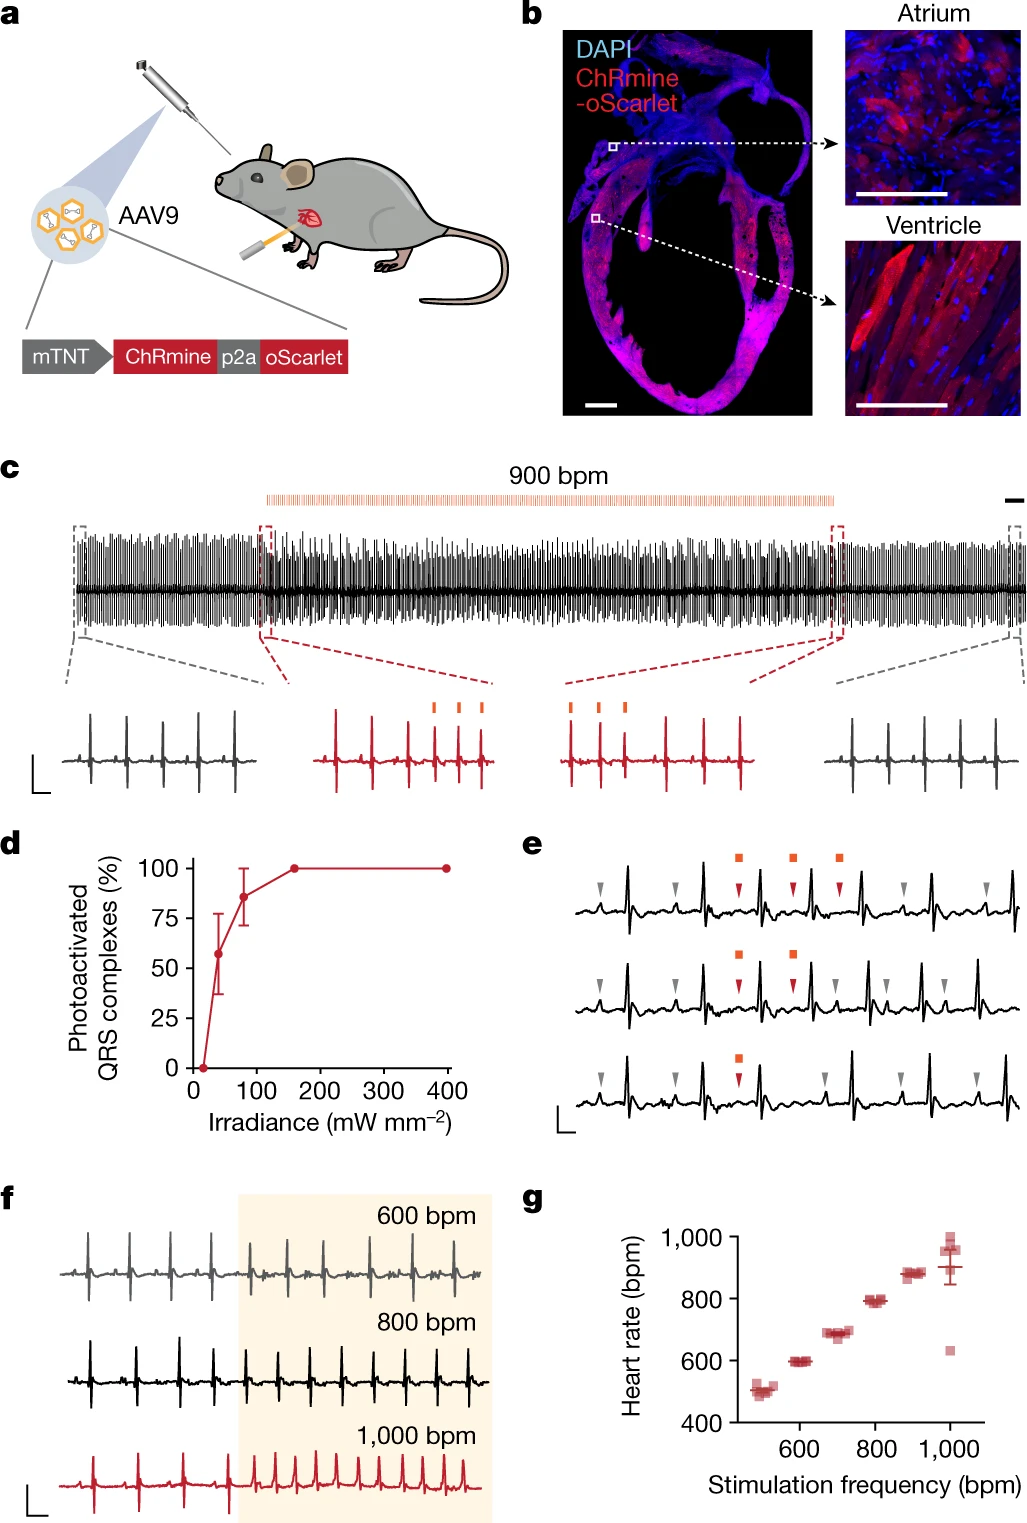 a
AAV9
mTNT ChRmine p2a oScarlet
b
DAPI
ChRmine
-oScarlet
Atrium
Ventricle
c
900 bpm
d
Photoactivated
QRS complexes (%)
100
75
50
25
0
0 100 200 300 400
Irradiance (mW mm⁻²)
e
f
600 bpm
800 bpm
1,000 bpm
g
Heart rate (bpm)
1,000
800
600
400
600 800 1,000
Stimulation frequency (bpm)